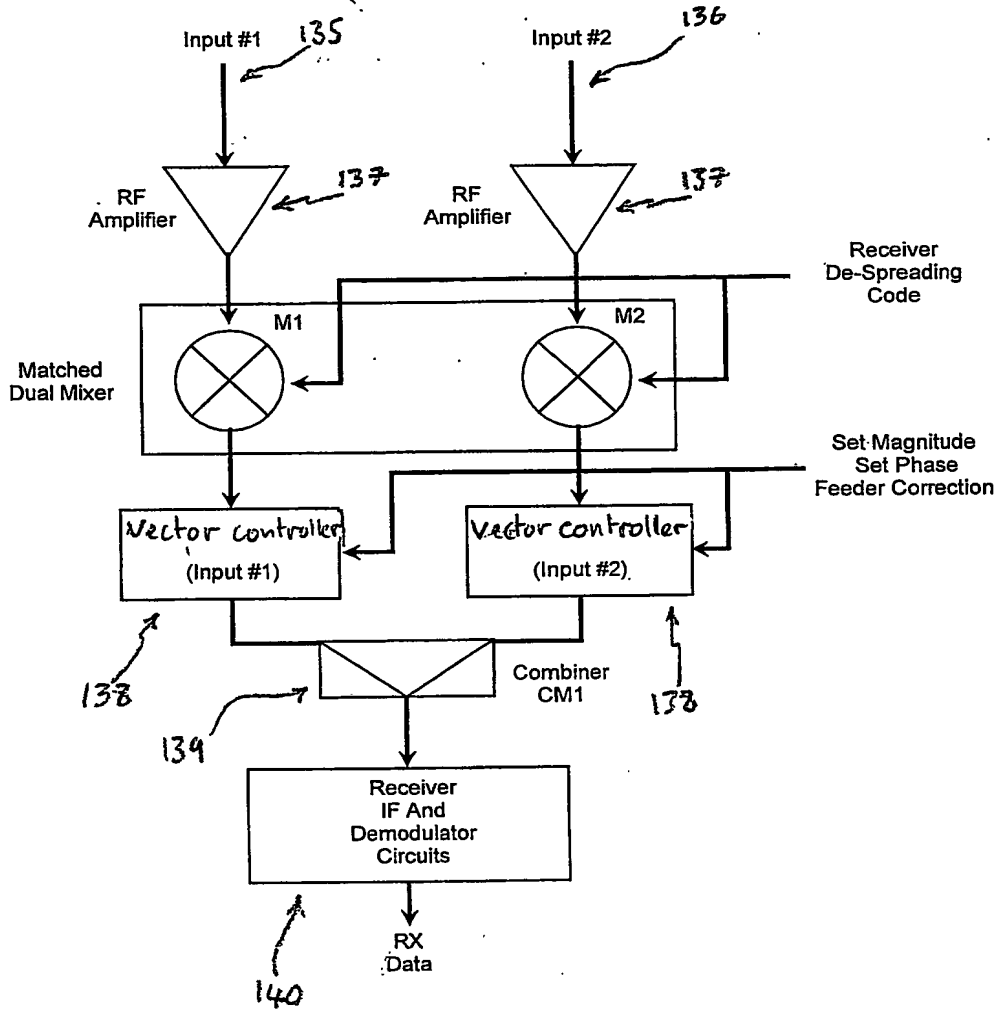 Input #1
135
Input #2
136
RF
Amplifier
137
RF
Amplifier
137
Receiver
De-Spreading
Code
M1
M2
Matched
Dual Mixer
Set Magnitude
Set Phase
Feeder Correction
Vector controller
(Input #1)
Vector controller
(Input #2)
138
139
Combiner
CM1
138
Receiver
IF And
Demodulator
Circuits
140
RX
Data